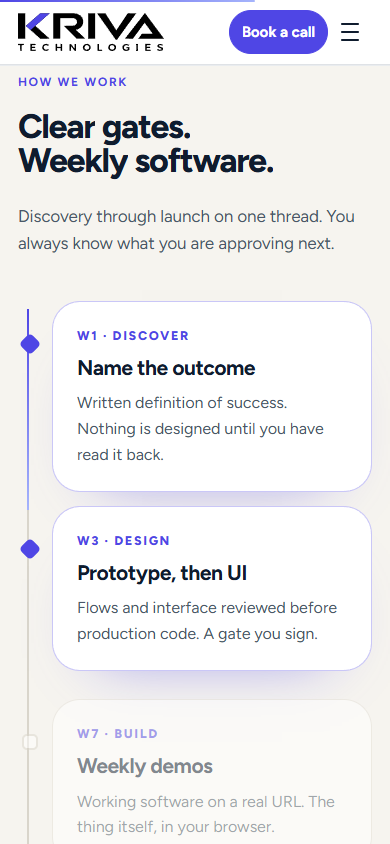 KRIVA
TECHNOLOGIES
Book a call
HOW WE WORK
Clear gates.
Weekly software.
Discovery through launch on one thread. You
always know what you are approving next.
W1 · DISCOVER
Name the outcome
Written definition of success.
Nothing is designed until you have
read it back.
W3 · DESIGN
Prototype, then UI
Flows and interface reviewed before
production code. A gate you sign.
W7 · BUILD
Weekly demos
Working software on a real URL. The
thing itself, in your browser.